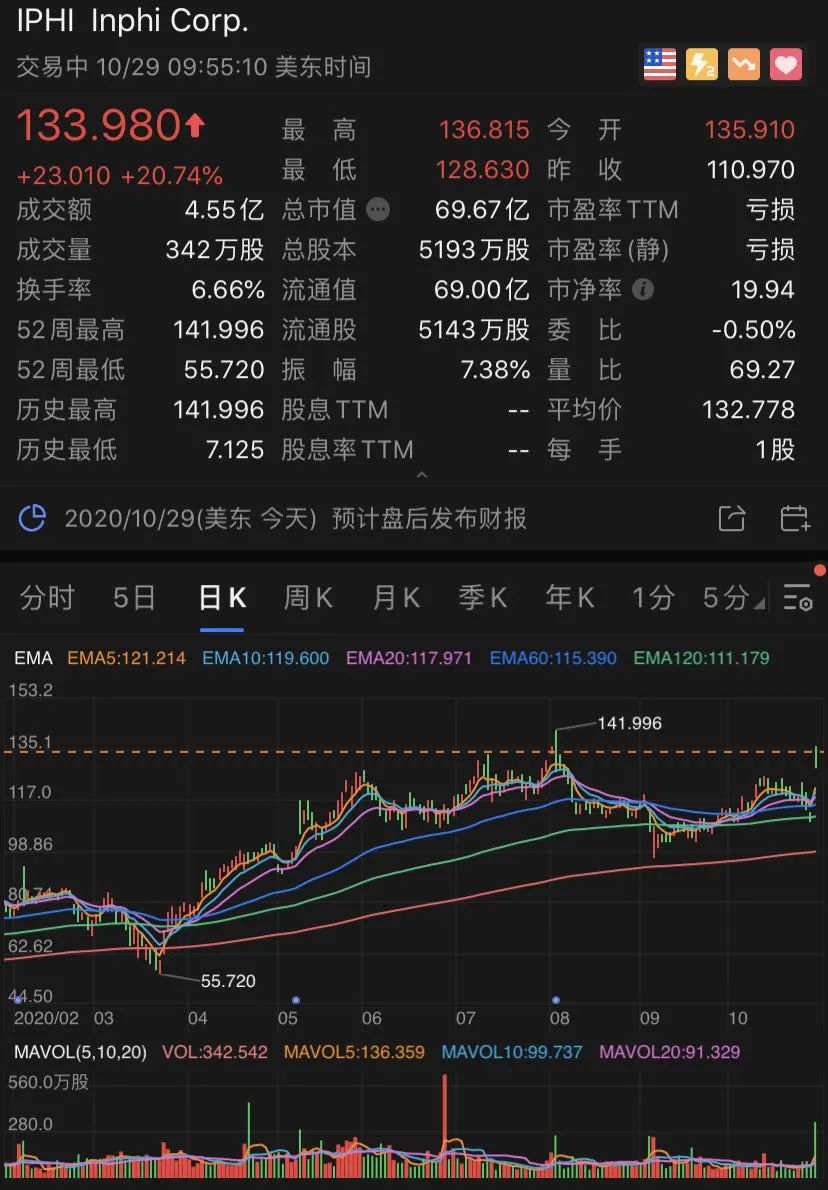 IPHI Inphi Corp.
交易中 10/29 09:55:10 美东时间
133.980 最高 136.815 今开 135.910
+23.010 +20.74% 最低 128.630 昨收 110.970
成交额 4.55亿 总市值 69.67亿 市盈率TTM 亏损
成交量 342万股 总股本 5193万股 市盈率(静) 亏损
换手率 6.66% 流通值 69.00亿 市净率 19.94
52周最高 141.996 流通股 5143万股 委比 -0.50%
52周最低 55.720 振幅 7.38% 量比 69.27
历史最高 141.996 股息TTM -- 平均价 132.778
历史最低 7.125 股息率TTM -- 每手 1股
2020/10/29(美东 今天) 预计盘后发布财报
分时 5日 日K 周K 月K 季K 年K 1分 5分
EMA EMA5:121.214 EMA10:119.600 EMA20:117.971 EMA60:115.390 EMA120:111.179
153.2
141.996
135.1
117.0
98.86
80.74
62.62
55.720
44.50
2020/02 03 04 05 06 07 08 09 10
MAVOL(5,10,20) VOL:342.542 MAVOL5:136.359 MAVOL10:99.737 MAVOL20:91.329
560.0万股
280.0